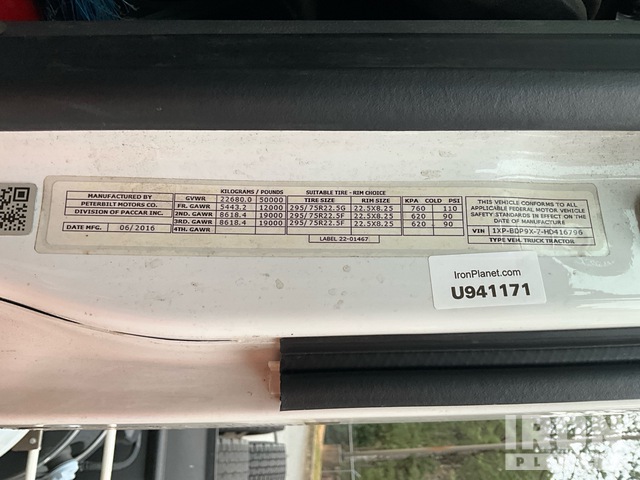 MANUFACTURED BY
PETERBILT MOTORS CO.
DIVISION OF PACCAR INC.
DATE MFG. 06/2016
KILOGRAMS / POUNDS SUITABLE TIRE - RIM CHOICE
GVWR 22680.0 50000 TIRE SIZE RIM SIZE KPA COLD PSI
FR. GAWR 5443.2 12000 295/75R22.5G 22.5X8.25 760 110
2ND. GAWR 8618.4 19000 295/75R22.5F 22.5X8.25 620 90
3RD. GAWR 8618.4 19000 295/75R22.5F 22.5X8.25 620 90
4TH. GAWR
LABEL 22-01467
THIS VEHICLE CONFORMS TO ALL
APPLICABLE FEDERAL MOTOR VEHICLE
SAFETY STANDARDS IN EFFECT ON THE
DATE OF MANUFACTURE
VIN 1XP-BDP9X-7-HD416796
TYPE VEH. TRUCK TRACTOR
IronPlanet.com
U941171
IRON
PLANET